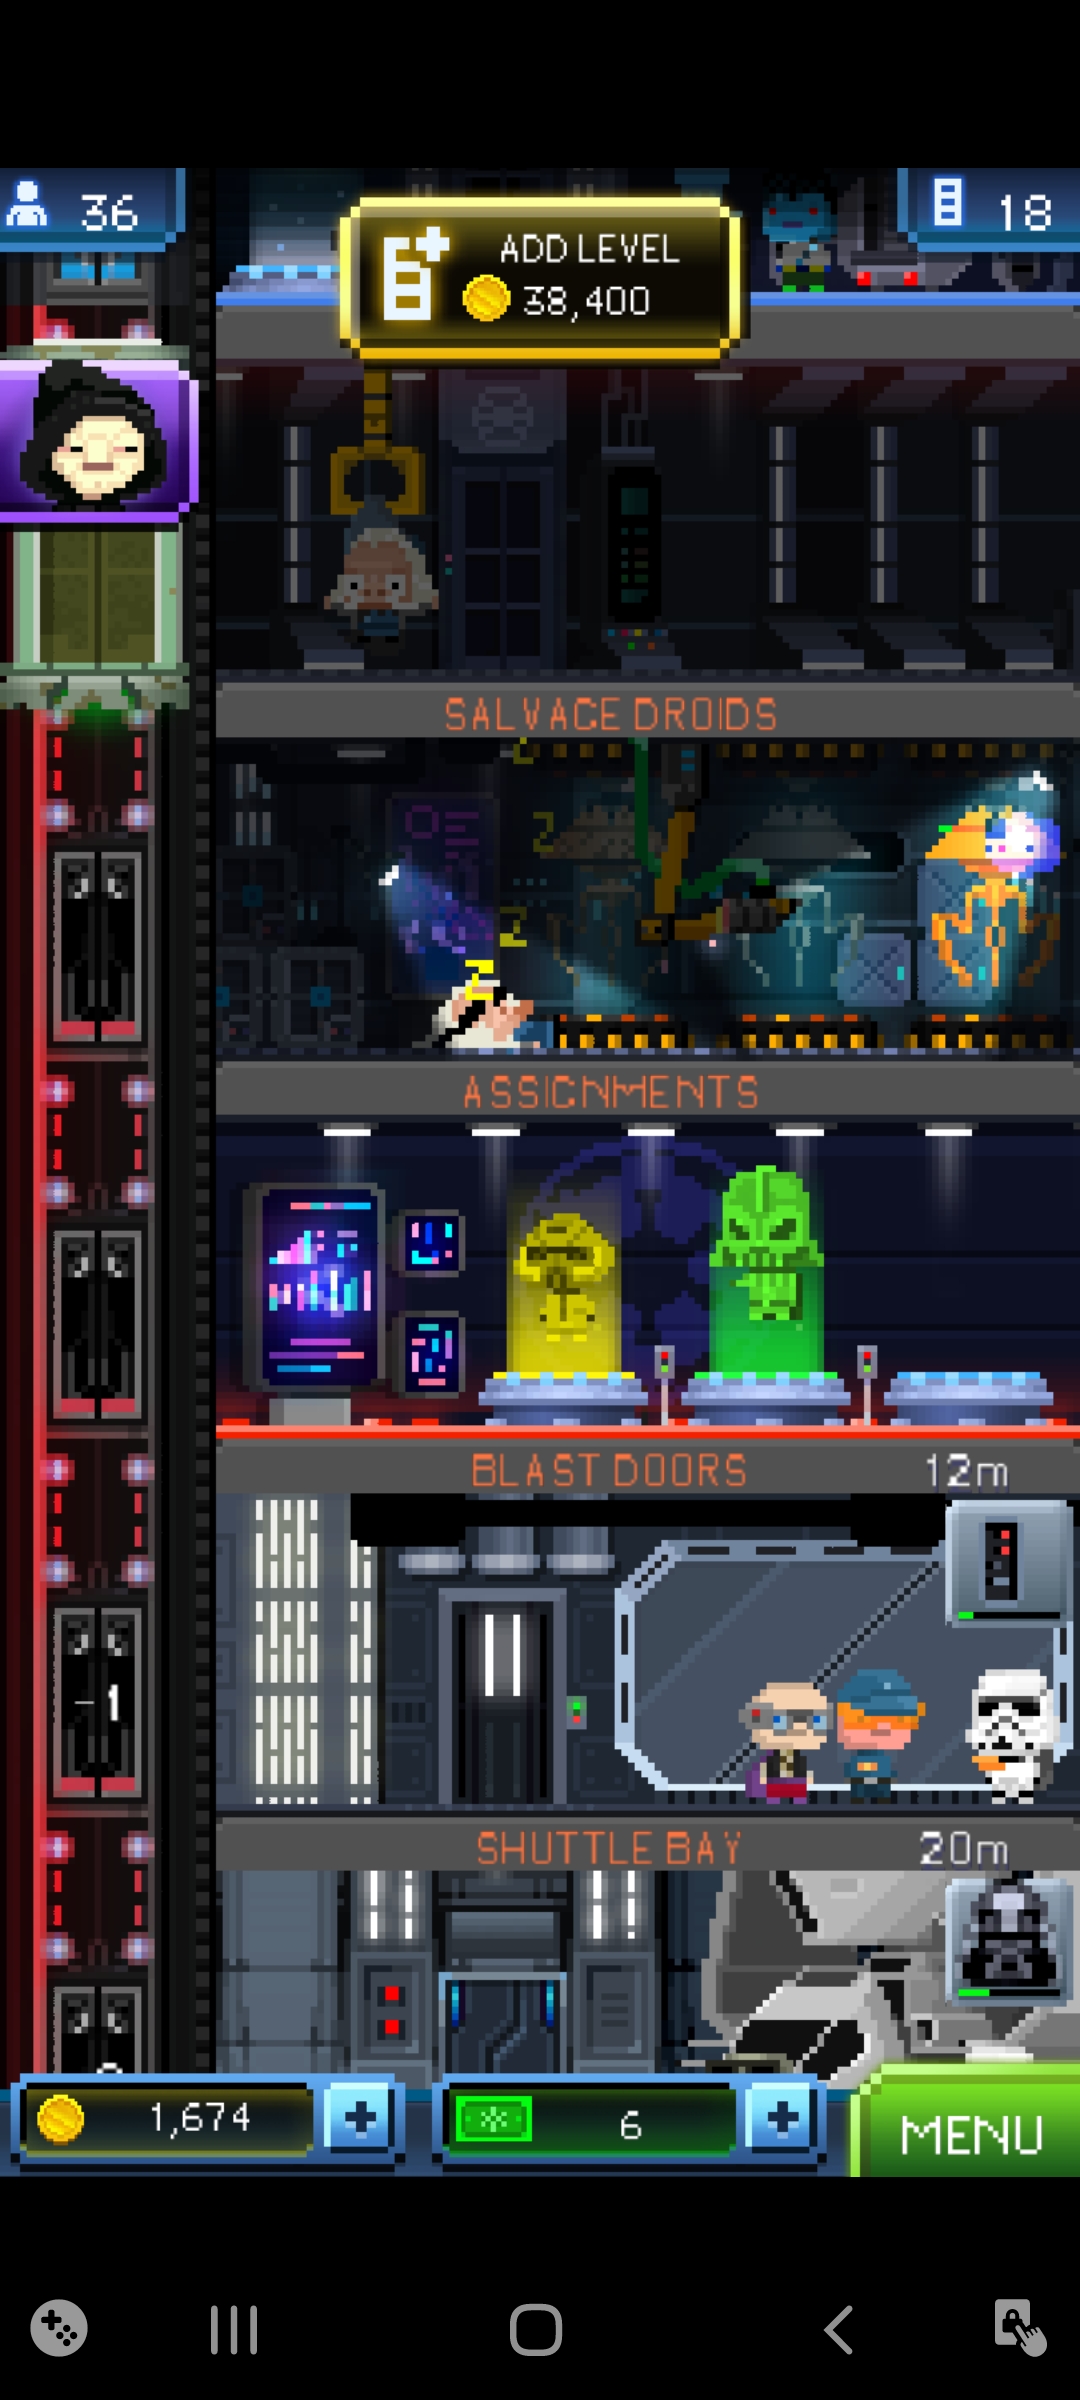 36
18
ADD LEVEL
38,400
SALVAGE DROIDS
Z
Z
Z
Z
ASSIGNMENTS
BLAST DOORS 12m
-1
SHUTTLE BAY 20m
1,674
6
MENU